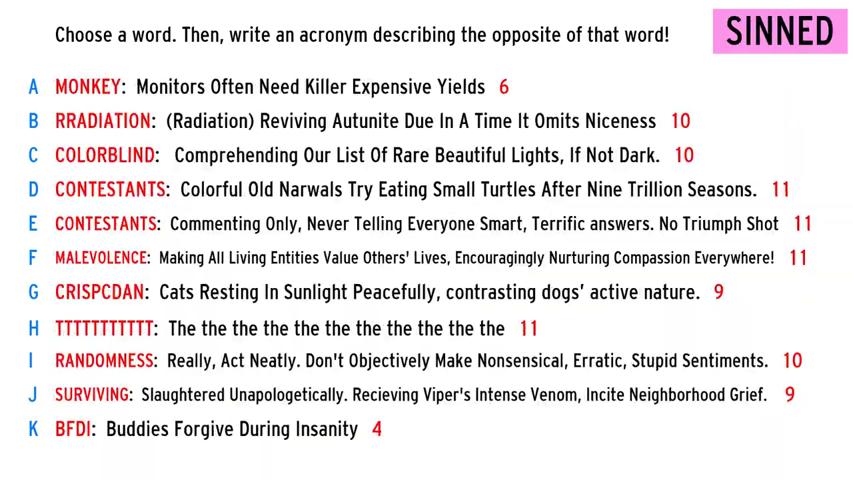 Choose a word. Then, write an acronym describing the opposite of that word!
SINNED
A MONKEY: Monitors Often Need Killer Expensive Yields 6
B RRADIATION: (Radiation) Reviving Autunite Due In A Time It Omits Niceness 10
C COLORBLIND: Comprehending Our List Of Rare Beautiful Lights, If Not Dark. 10
D CONTESTANTS: Colorful Old Narwals Try Eating Small Turtles After Nine Trillion Seasons. 11
E CONTESTANTS: Commenting Only, Never Telling Everyone Smart, Terrific answers. No Triumph Shot 11
F MALEVOLENCE: Making All Living Entities Value Others' Lives, Encouragingly Nurturing Compassion Everywhere! 11
G CRISPCDAN: Cats Resting In Sunlight Peacefully, contrasting dogs' active nature. 9
H TTTTTTTTTTT: The the the the the the the the the the the 11
I RANDOMNESS: Really, Act Neatly. Don't Objectively Make Nonsensical, Erratic, Stupid Sentiments. 10
J SURVIVING: Slaughtered Unapologetically. Recieving Viper's Intense Venom, Incite Neighborhood Grief. 9
K BFDI: Buddies Forgive During Insanity 4